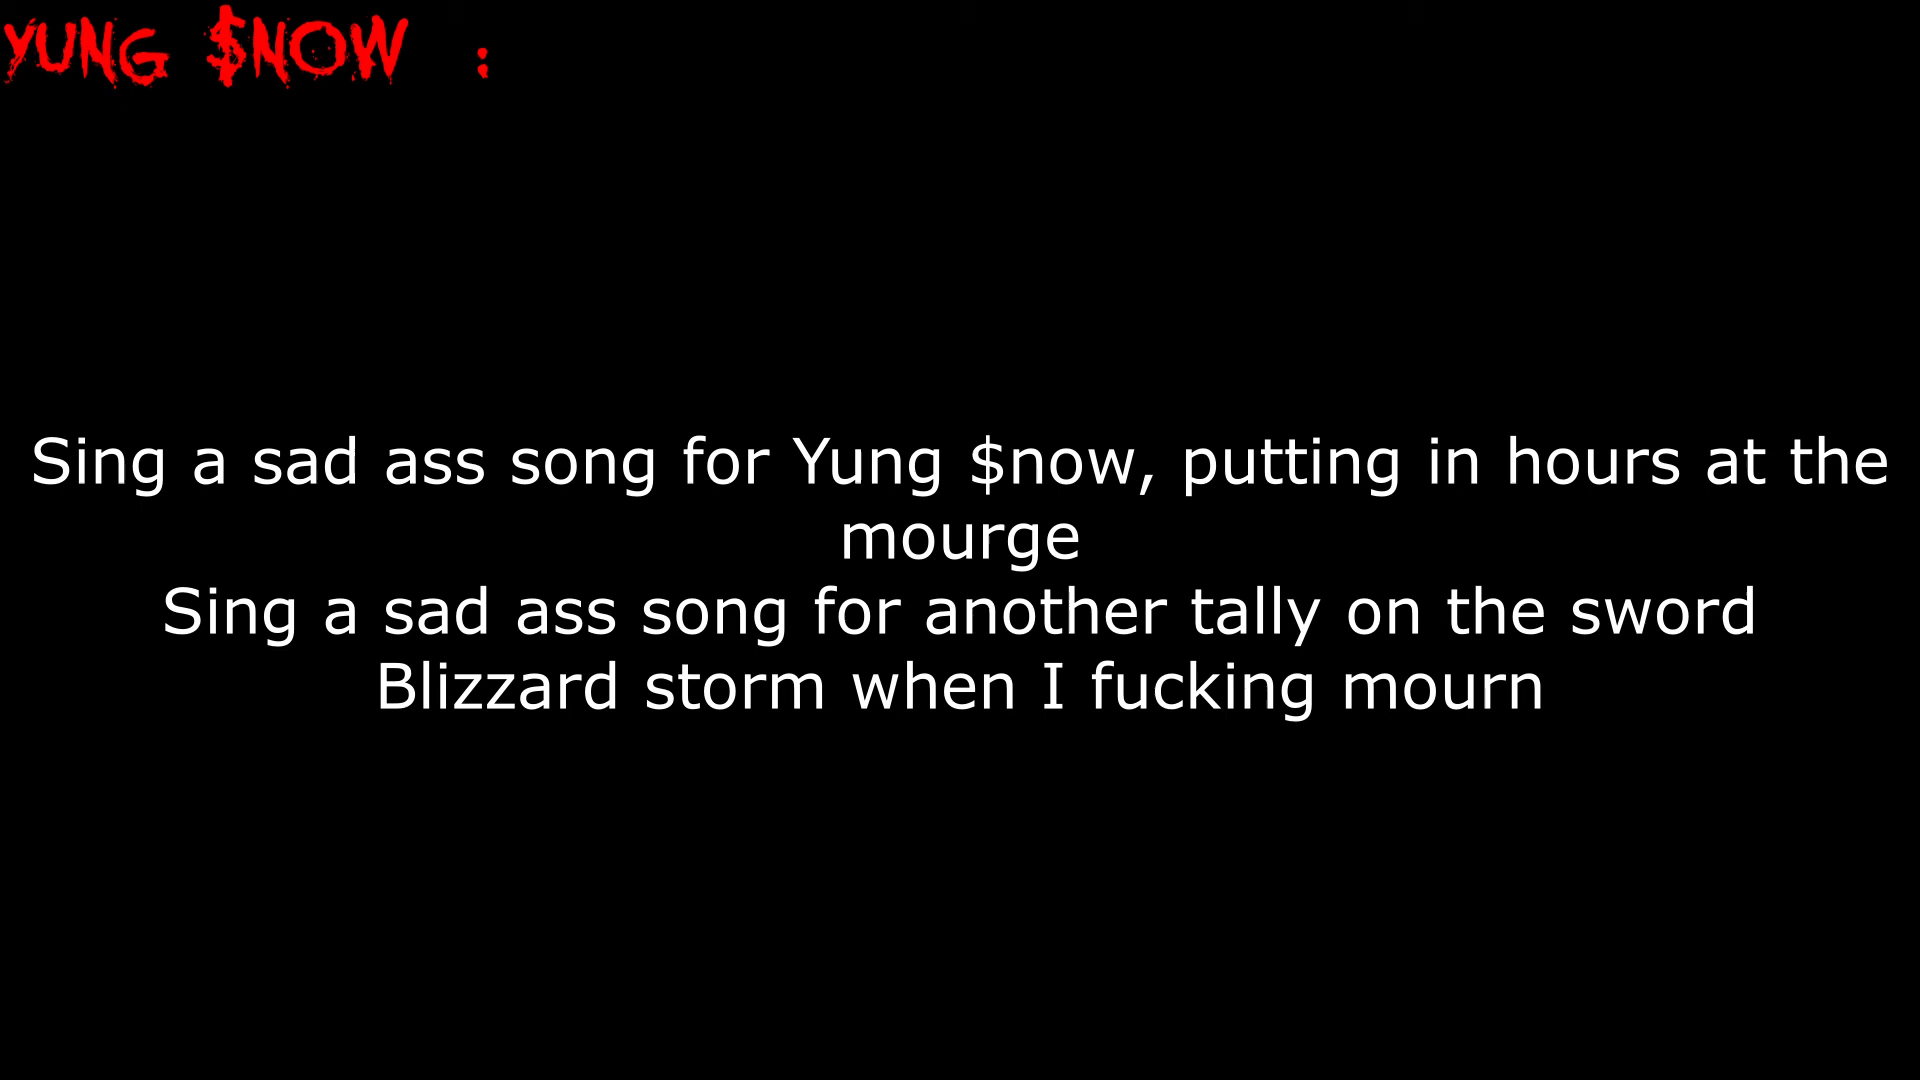 YUNG $NOW :
Sing a sad ass song for Yung $now, putting in hours at the
mourge
Sing a sad ass song for another tally on the sword
Blizzard storm when I fucking mourn